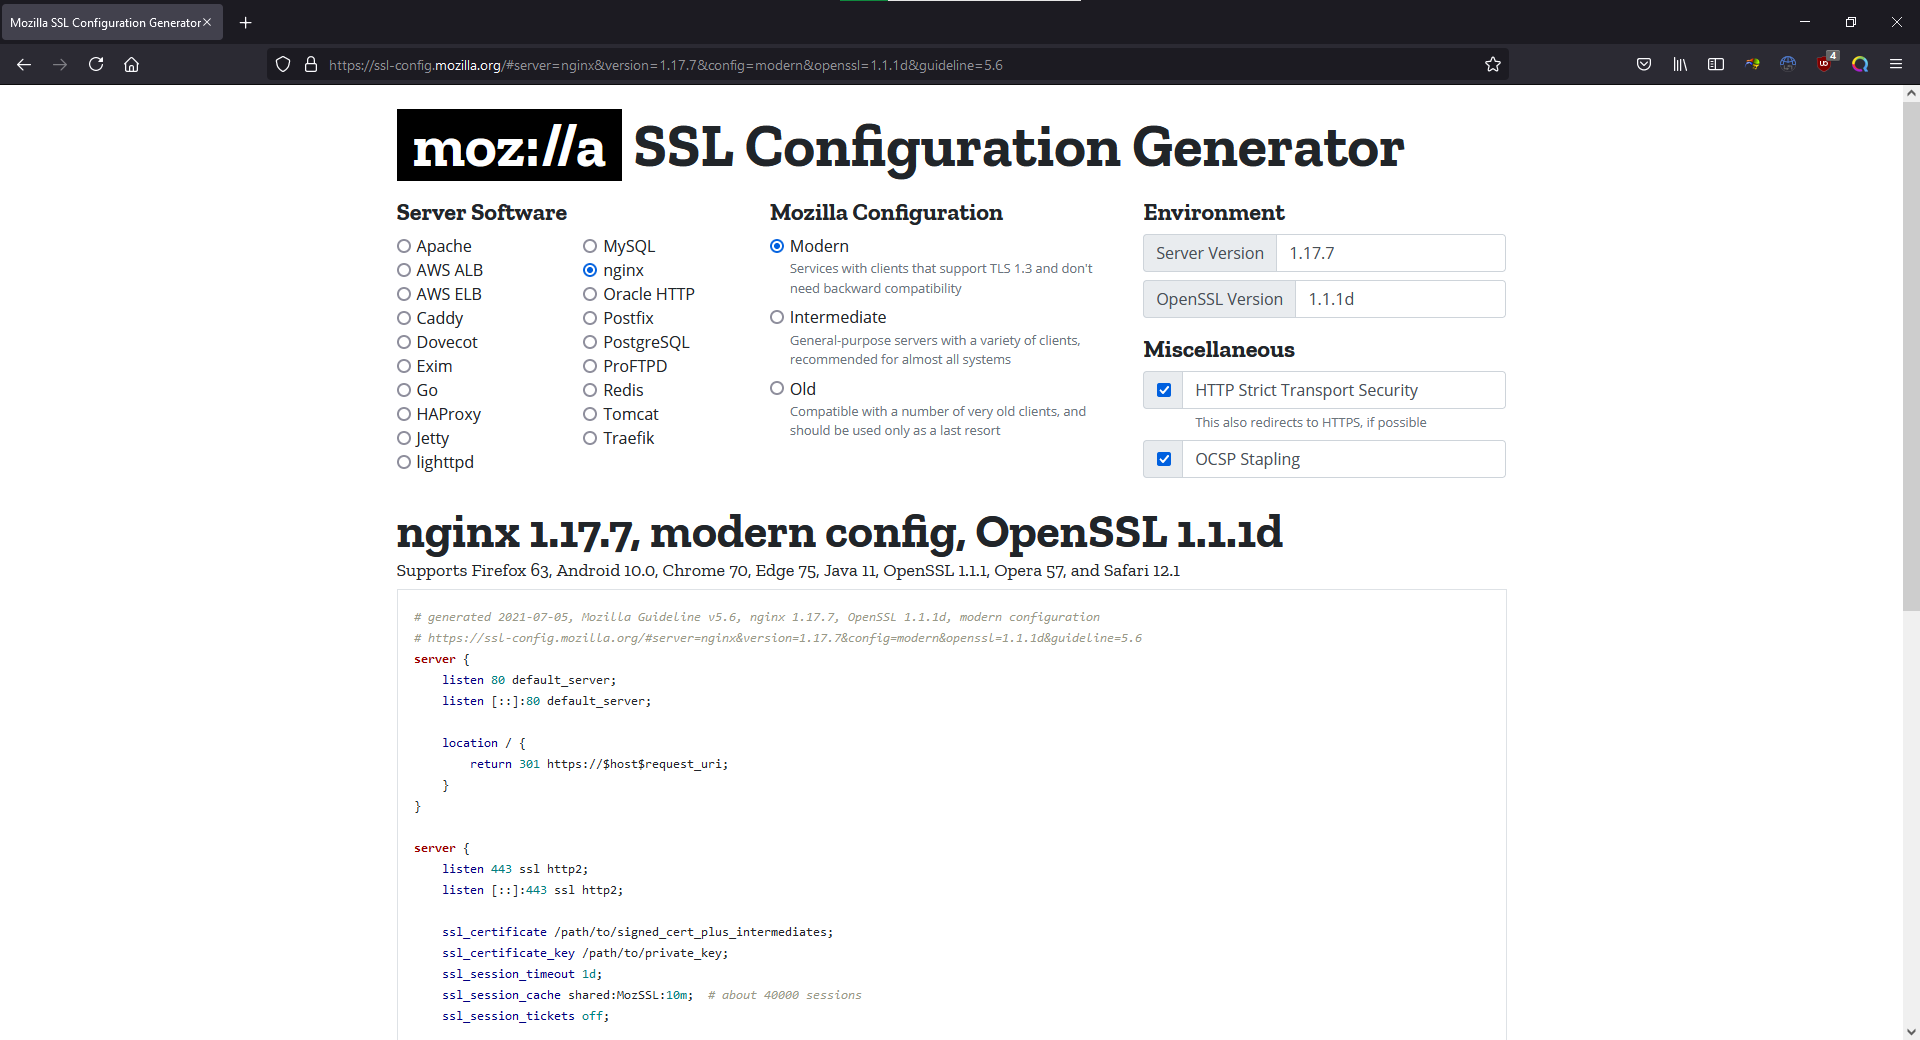 Mozilla SSL Configuration Generator
https://ssl-config.mozilla.org/#server=nginx&version=1.17.7&config=modern&openssl=1.1.1d&guideline=5.6
4
moz://a SSL Configuration Generator
Server Software
Apache
AWS ALB
AWS ELB
Caddy
Dovecot
Exim
Go
HAProxy
Jetty
lighttpd
MySQL
nginx
Oracle HTTP
Postfix
PostgreSQL
ProFTPD
Redis
Tomcat
Traefik
Mozilla Configuration
Modern
Services with clients that support TLS 1.3 and don't
need backward compatibility
Intermediate
General-purpose servers with a variety of clients,
recommended for almost all systems
Old
Compatible with a number of very old clients, and
should be used only as a last resort
Environment
Server Version 1.17.7
OpenSSL Version 1.1.1d
Miscellaneous
HTTP Strict Transport Security
This also redirects to HTTPS, if possible
OCSP Stapling
nginx 1.17.7, modern config, OpenSSL 1.1.1d
Supports Firefox 63, Android 10.0, Chrome 70, Edge 75, Java 11, OpenSSL 1.1.1, Opera 57, and Safari 12.1
# generated 2021-07-05, Mozilla Guideline v5.6, nginx 1.17.7, OpenSSL 1.1.1d, modern configuration
# https://ssl-config.mozilla.org/#server=nginx&version=1.17.7&config=modern&openssl=1.1.1d&guideline=5.6
server {
    listen 80 default_server;
    listen [::]:80 default_server;
    location / {
        return 301 https://$host$request_uri;
    }
}
server {
    listen 443 ssl http2;
    listen [::]:443 ssl http2;
    ssl_certificate /path/to/signed_cert_plus_intermediates;
    ssl_certificate_key /path/to/private_key;
    ssl_session_timeout 1d;
    ssl_session_cache shared:MozSSL:10m;  # about 40000 sessions
    ssl_session_tickets off;